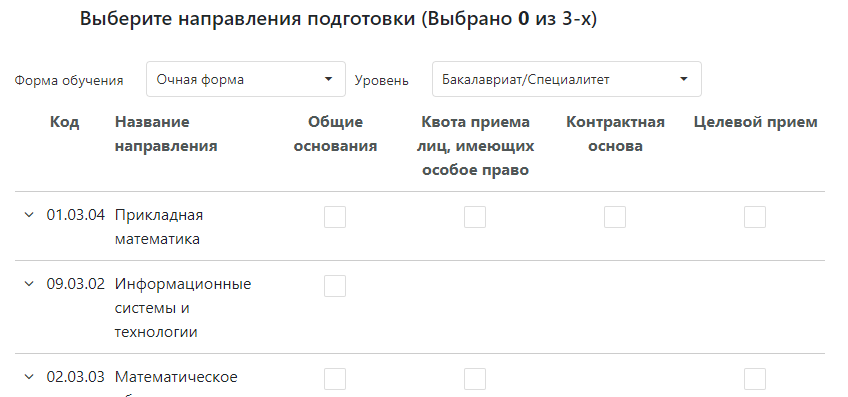 Выберите направления подготовки (Выбрано 0 из 3-х)
Форма обучения Очная форма Уровень Бакалавриат/Специалитет
Код Название Общие Квота приема Контрактная Целевой прием
направления основания лиц, имеющих основа
особое право
01.03.04 Прикладная
математика
09.03.02 Информационные
системы и
технологии
02.03.03 Математическое